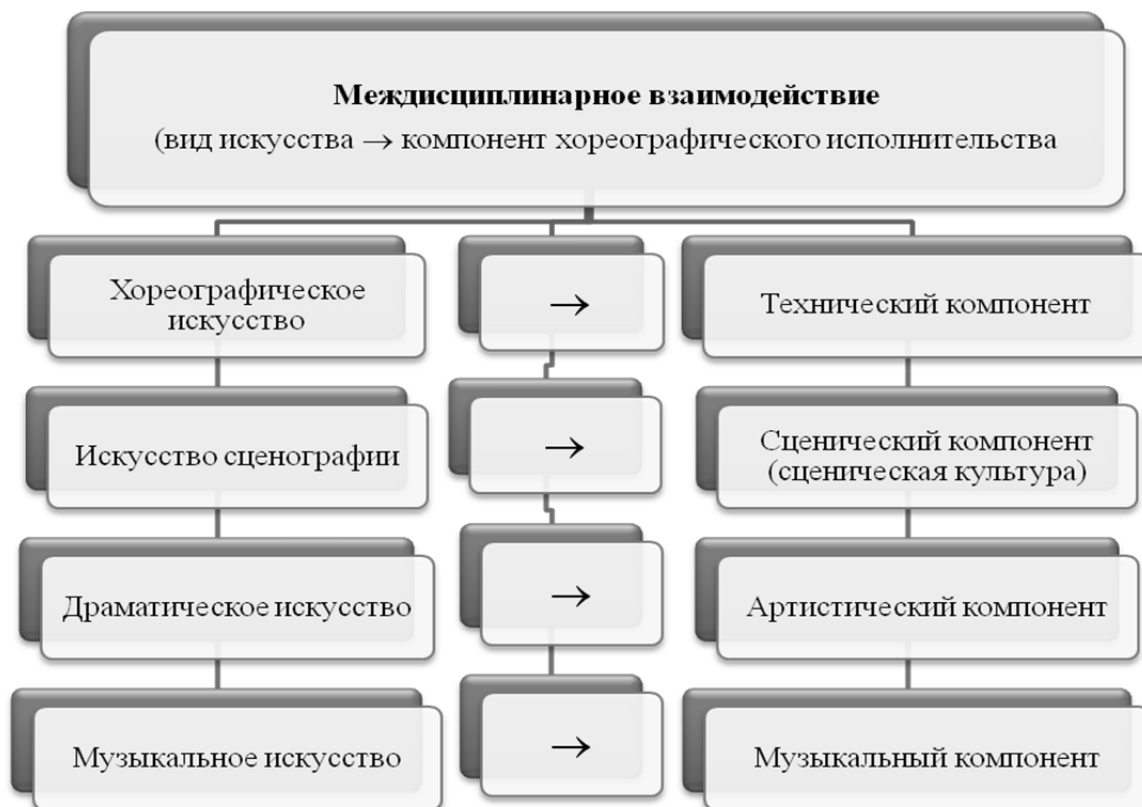 Междисциплинарное взаимодействие
(вид искусства → компонент хореографического исполнительства
Хореографическое
искусство
→
Технический компонент
Искусство сценографии
→
Сценический компонент
(сценическая культура)
Драматическое искусство
→
Артистический компонент
Музыкальное искусство
→
Музыкальный компонент